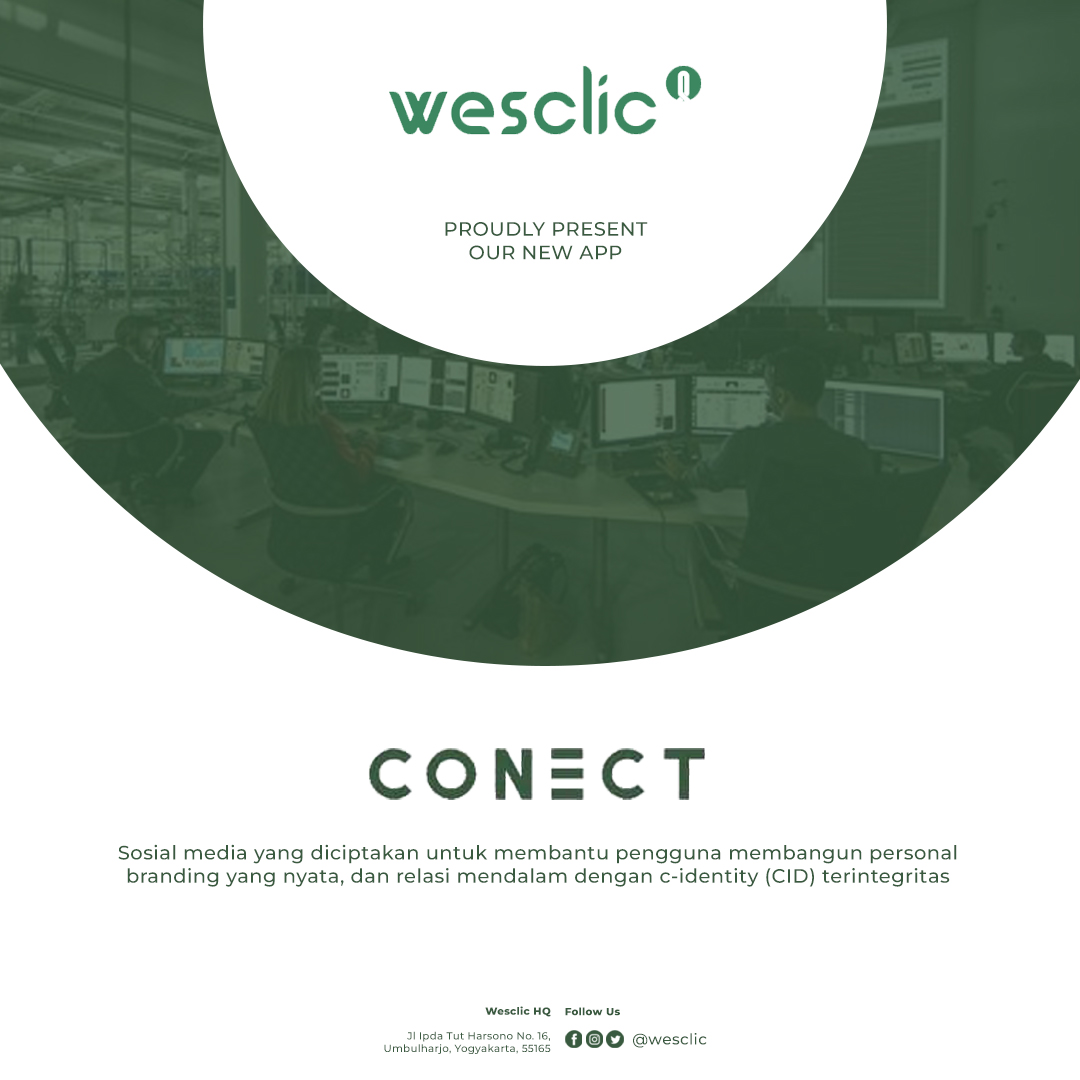 wesclic
PROUDLY PRESENT
OUR NEW APP
CONECT
Sosial media yang diciptakan untuk membantu pengguna membangun personal
branding yang nyata, dan relasi mendalam dengan c-identity (CID) terintegritas
Wesclic HQ
Jl Ipda Tut Harsono No. 16,
Umbulharjo, Yogyakarta, 55165
Follow Us
@wesclic